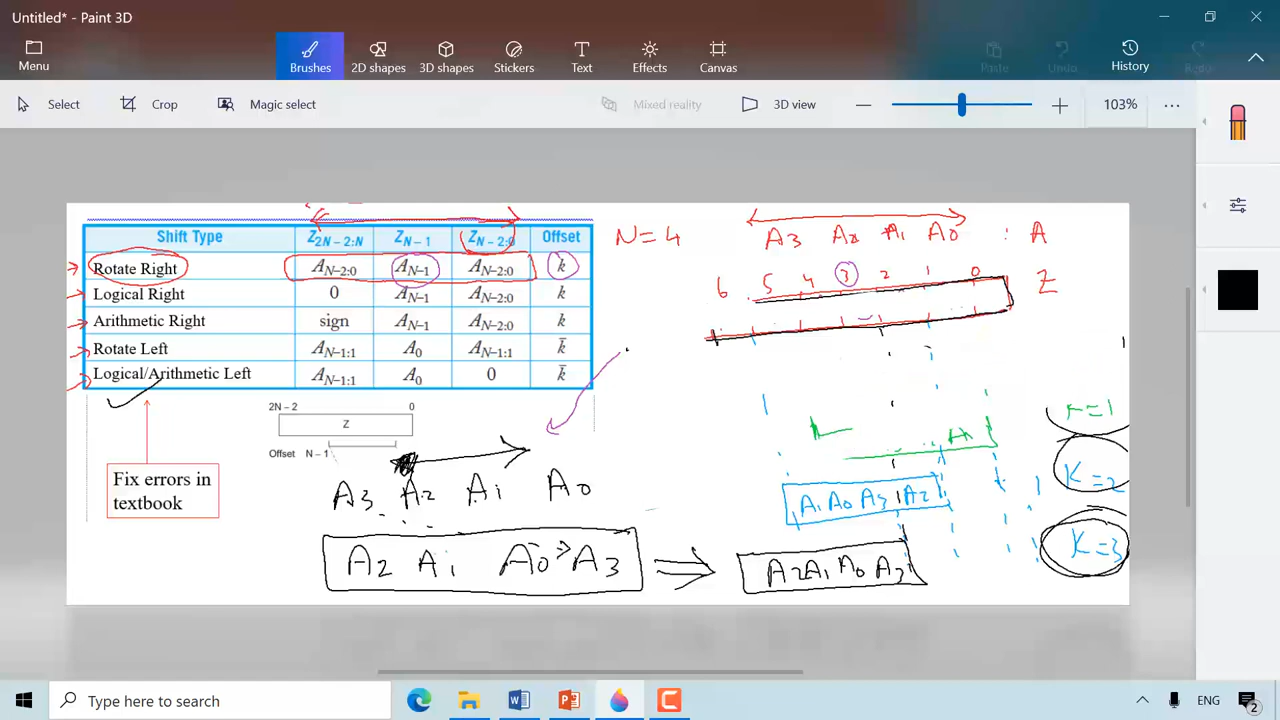 Untitled* - Paint 3D
Menu
Brushes
2D shapes
3D shapes
Stickers
Text
Effects
Canvas
Paste
Undo
History
Redo
Select
Crop
Magic select
Mixed reality
3D view
103%
Shift Type Z2N – 2:N ZN – 1 ZN – 2:0 Offset
Rotate Right AN–2:0 AN–1 AN–2:0 k
Logical Right 0 AN–1 AN–2:0 k
Arithmetic Right sign AN–1 AN–2:0 k
Rotate Left AN–1:1 A0 AN–1:1 k̄
Logical/Arithmetic Left AN–1:1 A0 0 k̄
2N – 2 0
Z
Offset N – 1
Fix errors in
textbook
N=4
A3 A2 A1 A0 : A
6 5 4 3 2 1 0 Z
K=2
K=3
A3 A2 A1 A0
A1 A0 A3 A2
A2 A1 A0 A3
A2 A1 A0 A3
Type here to search
ENG
2